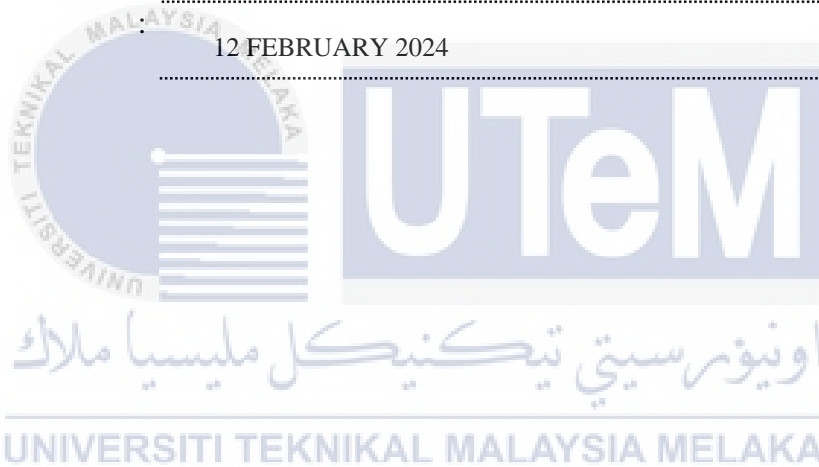 :
12 FEBRUARY 2024
UNIVERSITI TEKNIKAL MALAYSIA MELAKA
UTeM
اونيۏرسيتي تيكنيكل مليسيا ملاك
UNIVERSITI TEKNIKAL MALAYSIA MELAKA